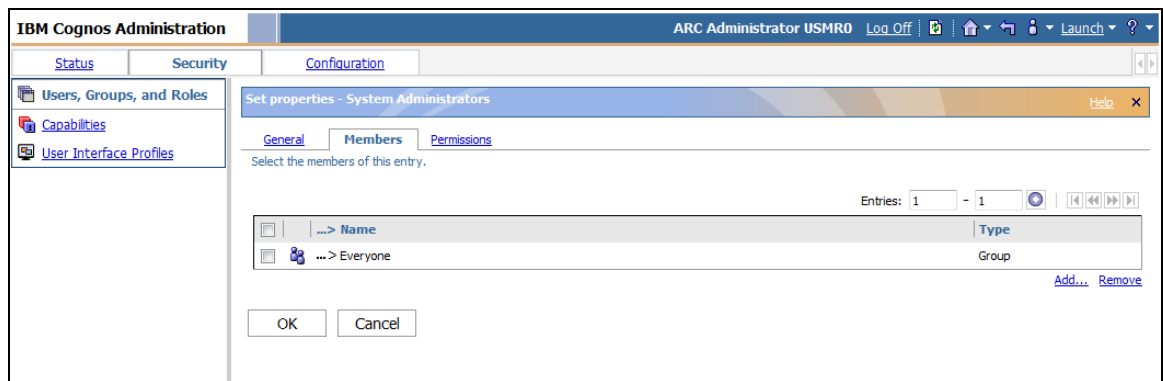 IBM Cognos Administration ARC Administrator USMR0 Log Off Launch ?
Status Security Configuration
Users, Groups, and Roles
Capabilities
User Interface Profiles
Set properties - System Administrators Help
General Members Permissions
Select the members of this entry.
Entries: 1 - 1
...> Name Type
...> Everyone Group
Add... Remove
OK Cancel